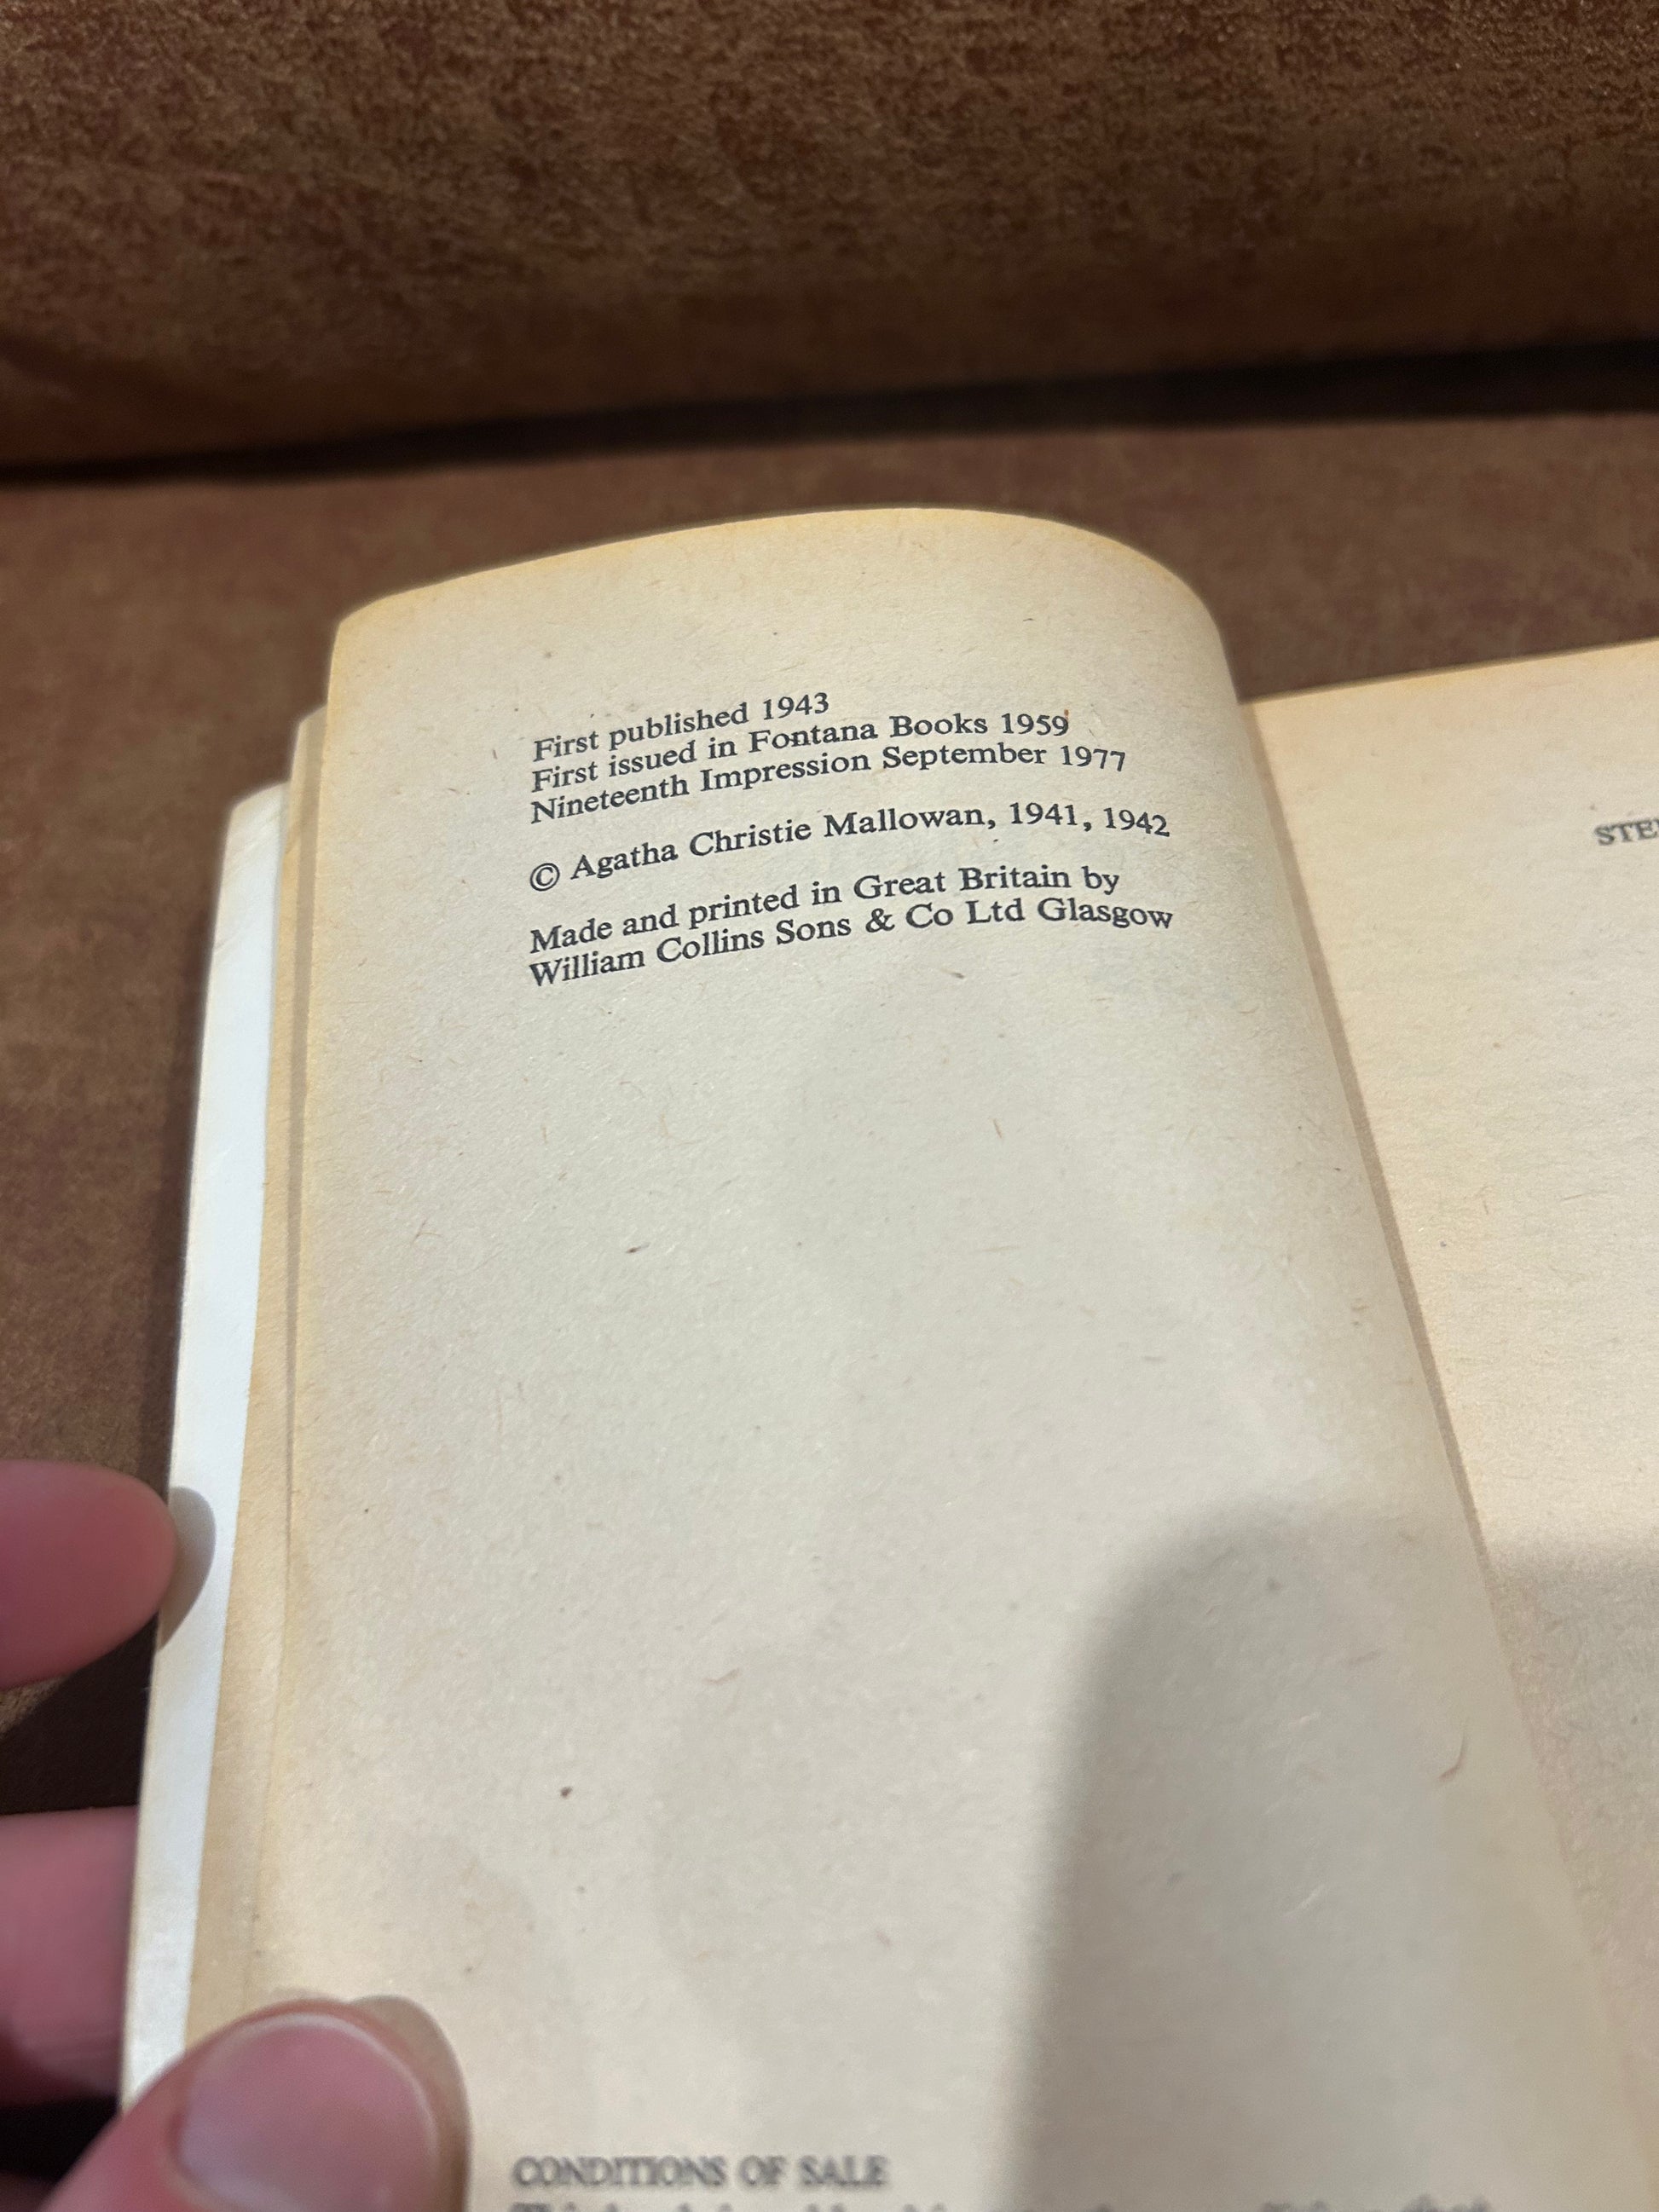 First published 1943
First issued in Fontana Books 1959
Nineteenth Impression September 1977
© Agatha Christie Mallowan, 1941, 1942
Made and printed in Great Britain by
William Collins Sons & Co Ltd Glasgow
CONDITIONS OF SALE